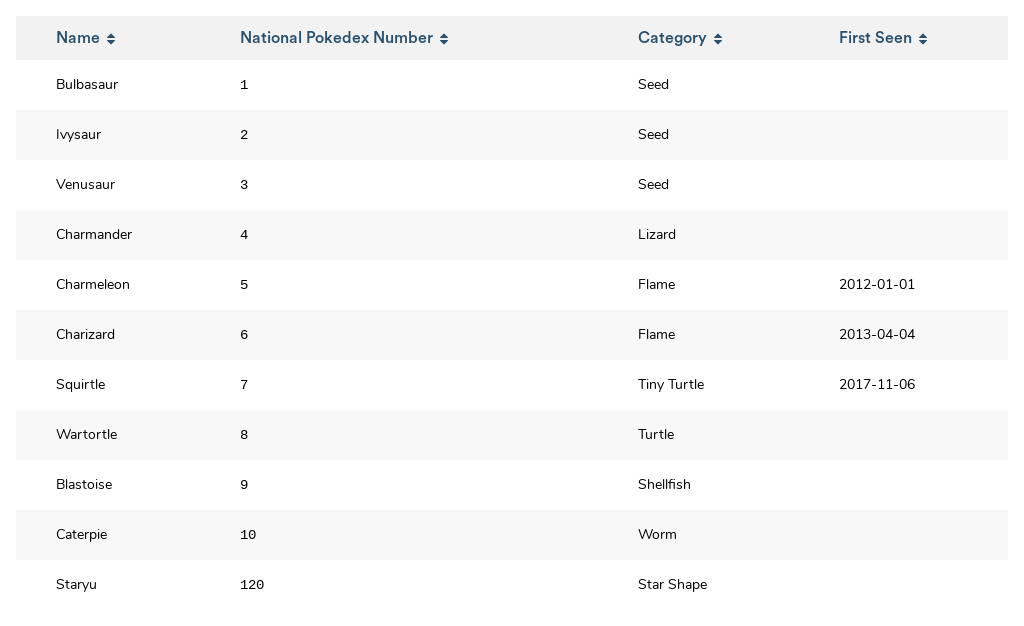 Name National Pokedex Number Category First Seen
Bulbasaur 1 Seed
Ivysaur 2 Seed
Venusaur 3 Seed
Charmander 4 Lizard
Charmeleon 5 Flame 2012-01-01
Charizard 6 Flame 2013-04-04
Squirtle 7 Tiny Turtle 2017-11-06
Wartortle 8 Turtle
Blastoise 9 Shellfish
Caterpie 10 Worm
Staryu 120 Star Shape